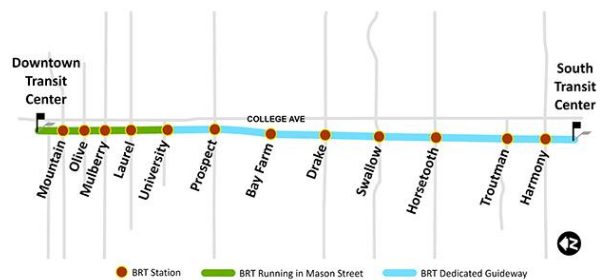 Downtown
Transit
Center
South
Transit
Center
COLLEGE AVE
Mountain
Olive
Mulberry
Laurel
University
Prospect
Bay Farm
Drake
Swallow
Horsetooth
Troutman
Harmony
N
BRT Station
BRT Running in Mason Street
BRT Dedicated Guideway